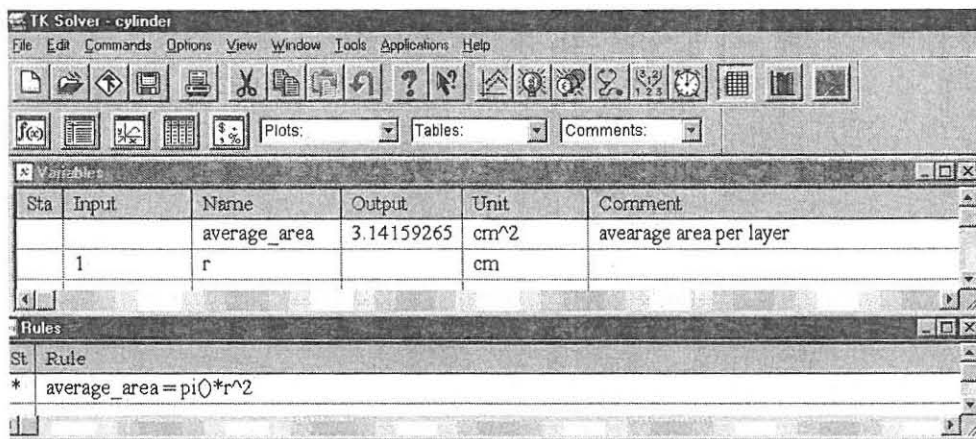 TK Solver - cylinder
File Edit Commands Options View Window Tools Applications Help
Plots: Tables: Comments:
Variables
Sta Input Name Output Unit Comment
average_area 3.14159265 cm^2 avearage area per layer
1 r cm
Rules
St Rule
* average_area = pi()*r^2